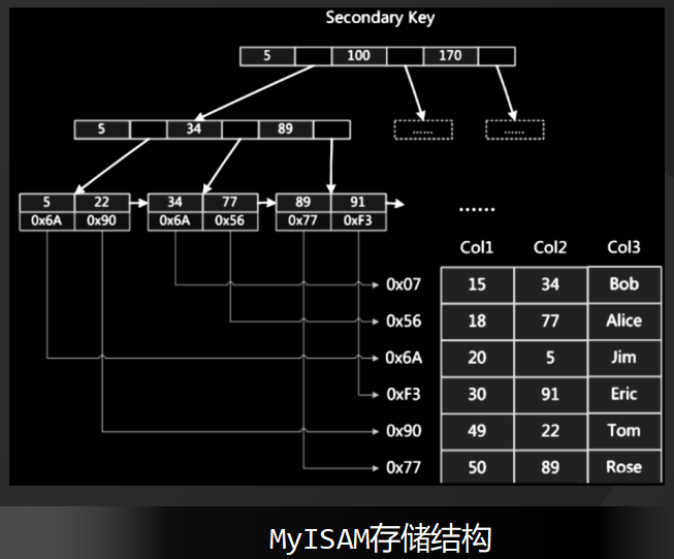 Secondary Key
5 100 170
5 34 89
...... ......
5 22 34 77 89 91
0x6A 0x90 0x6A 0x56 0x77 0xF3
......
Col1 Col2 Col3
0x07 15 34 Bob
0x56 18 77 Alice
0x6A 20 5 Jim
0xF3 30 91 Eric
0x90 49 22 Tom
0x77 50 89 Rose
MyISAM存储结构